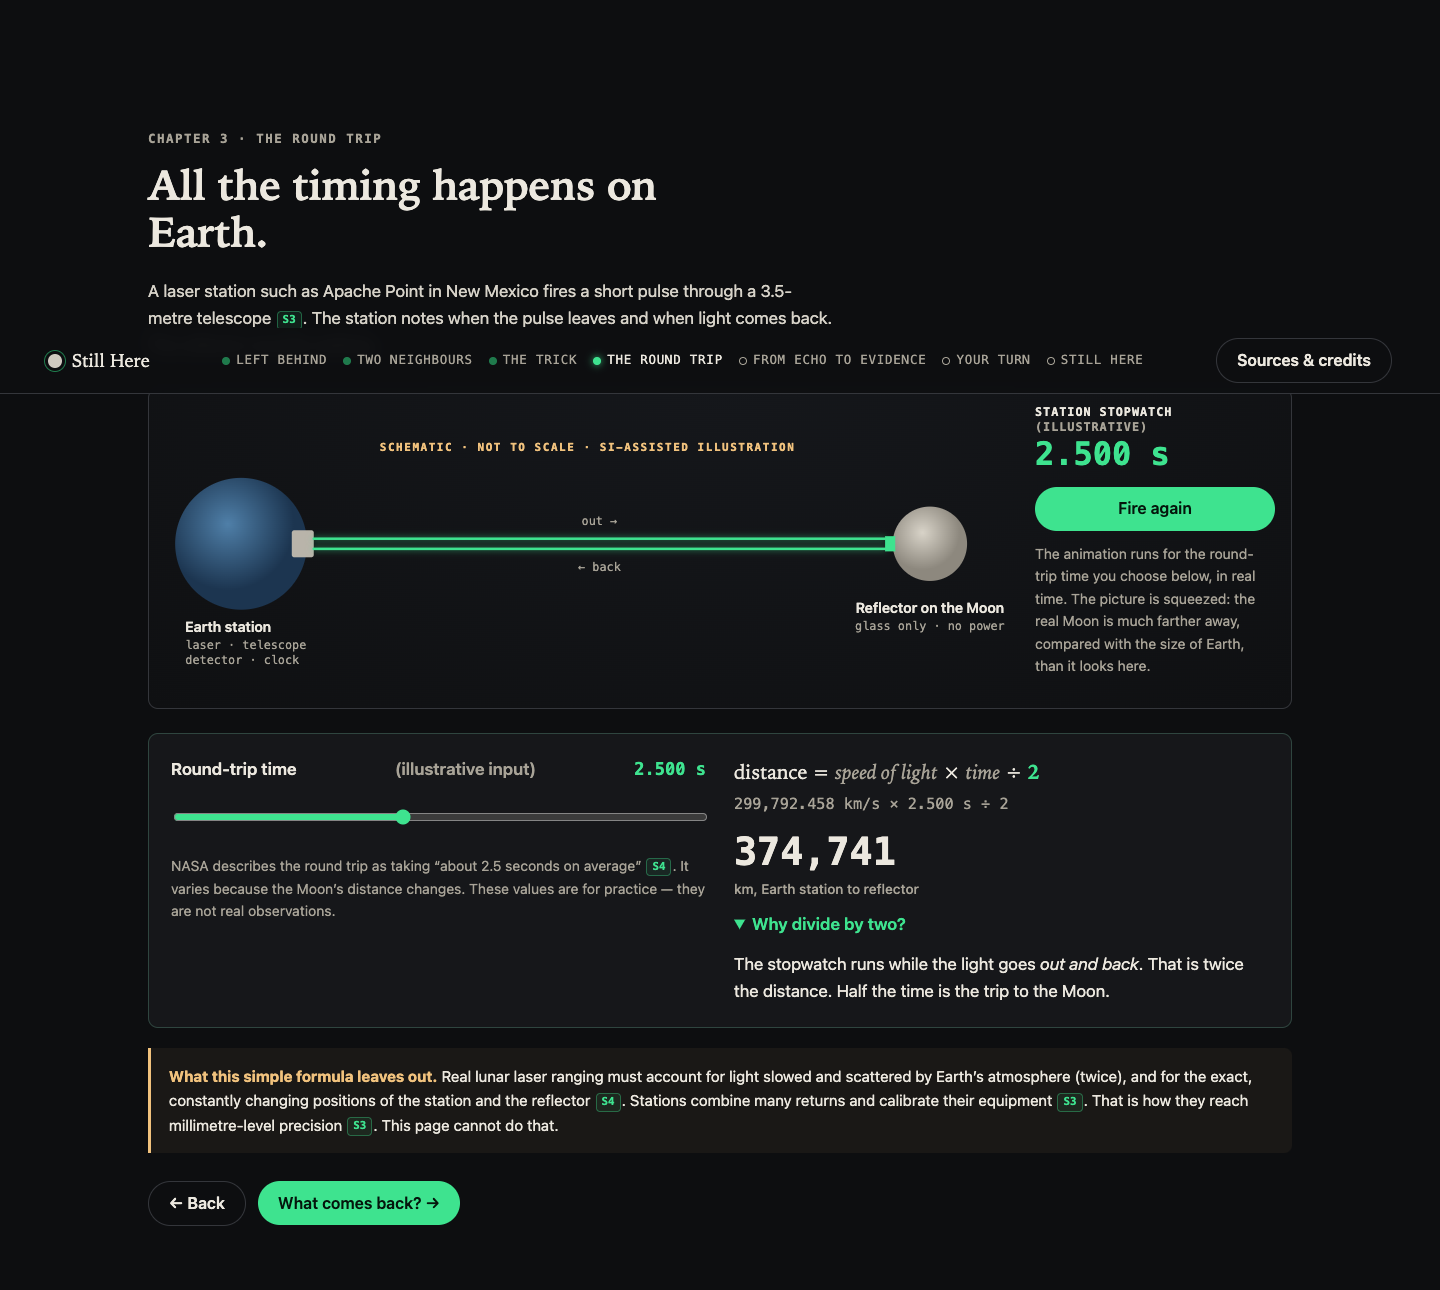 CHAPTER 3 · THE ROUND TRIP
All the timing happens on
Earth.
A laser station such as Apache Point in New Mexico fires a short pulse through a 3.5-
metre telescope S3. The station notes when the pulse leaves and when light comes back.
Still Here
LEFT BEHIND
TWO NEIGHBOURS
THE TRICK
THE ROUND TRIP
FROM ECHO TO EVIDENCE
YOUR TURN
STILL HERE
Sources & credits
SCHEMATIC · NOT TO SCALE · SI-ASSISTED ILLUSTRATION
out →
← back
Earth station
laser · telescope
detector · clock
Reflector on the Moon
glass only · no power
STATION STOPWATCH
(ILLUSTRATIVE)
2.500 s
Fire again
The animation runs for the round-
trip time you choose below, in real
time. The picture is squeezed: the
real Moon is much farther away,
compared with the size of Earth,
than it looks here.
Round-trip time (illustrative input) 2.500 s
NASA describes the round trip as taking “about 2.5 seconds on average” S4. It
varies because the Moon’s distance changes. These values are for practice — they
are not real observations.
distance = speed of light × time ÷ 2
299,792.458 km/s × 2.500 s ÷ 2
374,741
km, Earth station to reflector
▼ Why divide by two?
The stopwatch runs while the light goes out and back. That is twice
the distance. Half the time is the trip to the Moon.
What this simple formula leaves out. Real lunar laser ranging must account for light slowed and scattered by Earth’s atmosphere (twice), and for the exact,
constantly changing positions of the station and the reflector S4. Stations combine many returns and calibrate their equipment S3. That is how they reach
millimetre-level precision S3. This page cannot do that.
← Back
What comes back? →